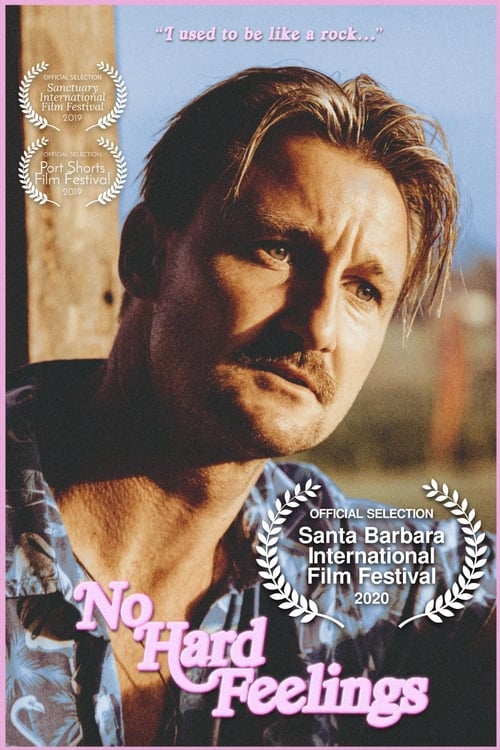 "I used to be like a rock..."
OFFICIAL SELECTION
Sanctuary
International
Film Festival
2019
OFFICIAL SELECTION
Port Shorts
Film Festival
2019
OFFICIAL SELECTION
Santa Barbara
International
Film Festival
2020
No
Hard
Feelings